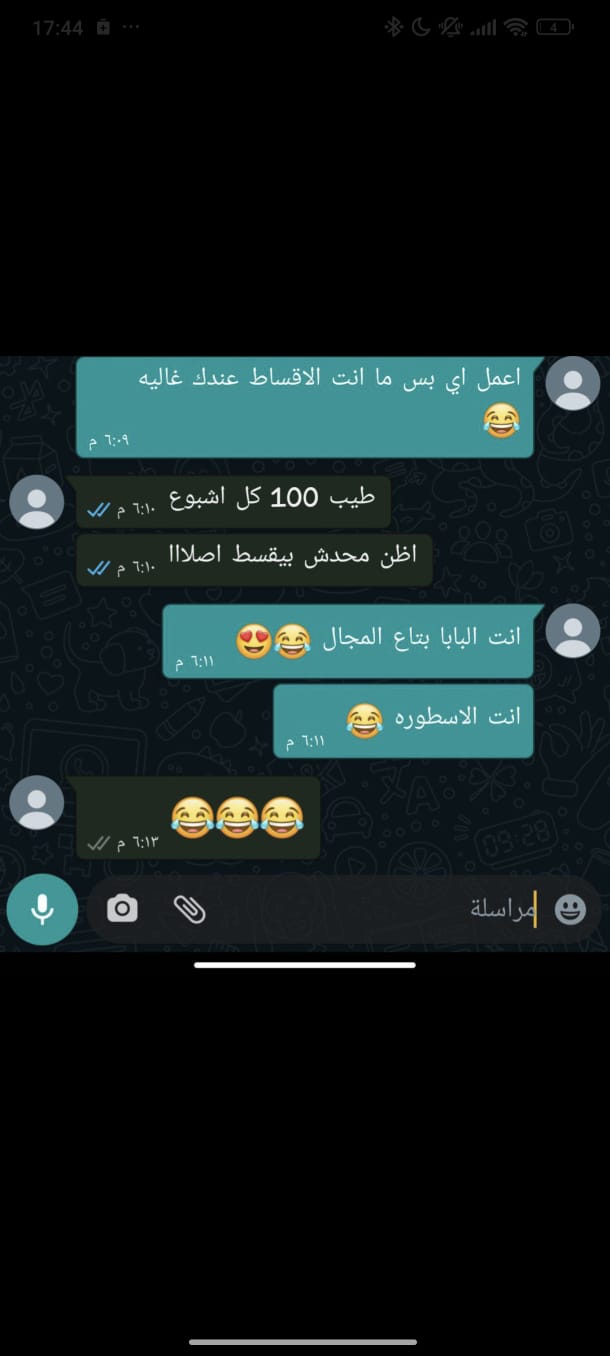 17:44 ... 4
اعمل اي بس ما انت الاقساط عندك غاليه
😂
٦:٠٩ م
طيب 100 كل اشبوع
٦:١٠ م
اظن محدش بيقسط اصلااا
٦:١٠ م
انت البابا بتاع المجال 😂😍
٦:١١ م
انت الاسطوره 😂
٦:١١ م
😂😂😂
٦:١٣ م
مراسلة